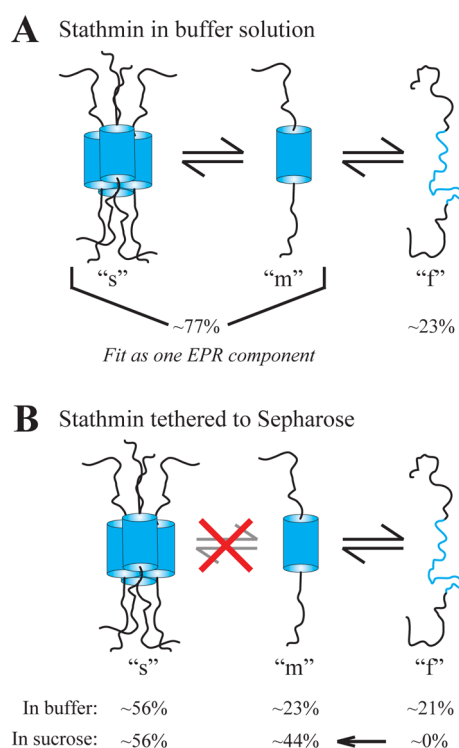 A Stathmin in buffer solution
“s” “m” “f”
~77% ~23%
Fit as one EPR component
B Stathmin tethered to Sepharose
“s” “m” “f”
In buffer: ~56% ~23% ~21%
In sucrose: ~56% ~44% ~0%